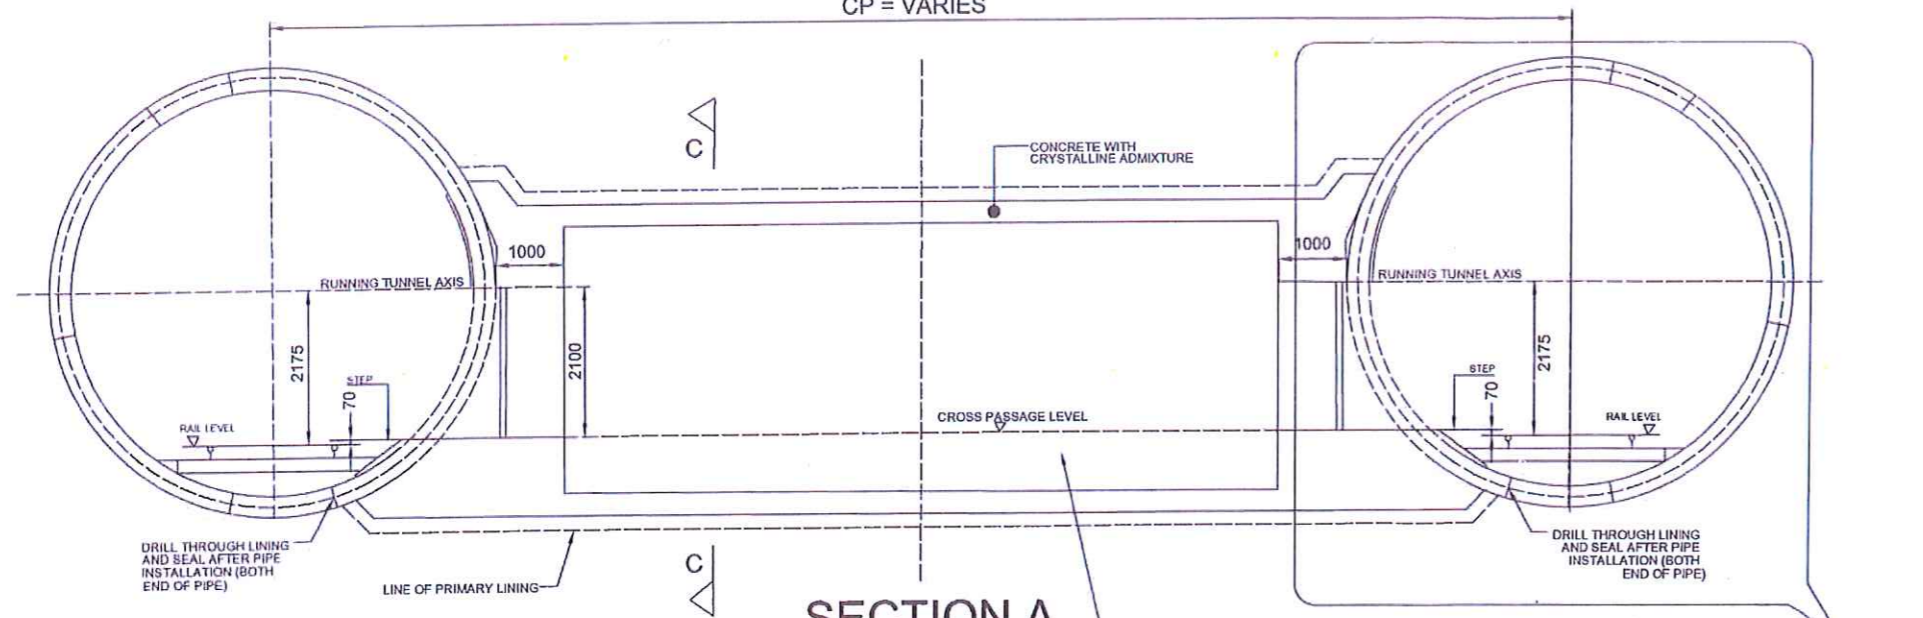 CP = VARIES
C
CONCRETE WITH
CRYSTALLINE ADMIXTURE
1000
1000
RUNNING TUNNEL AXIS
RUNNING TUNNEL AXIS
2175
2100
2175
STEP
70
STEP
70
RAIL LEVEL
CROSS PASSAGE LEVEL
RAIL LEVEL
DRILL THROUGH LINING
AND SEAL AFTER PIPE
INSTALLATION (BOTH
END OF PIPE)
LINE OF PRIMARY LINING
C
DRILL THROUGH LINING
AND SEAL AFTER PIPE
INSTALLATION (BOTH
END OF PIPE)
SECTION A